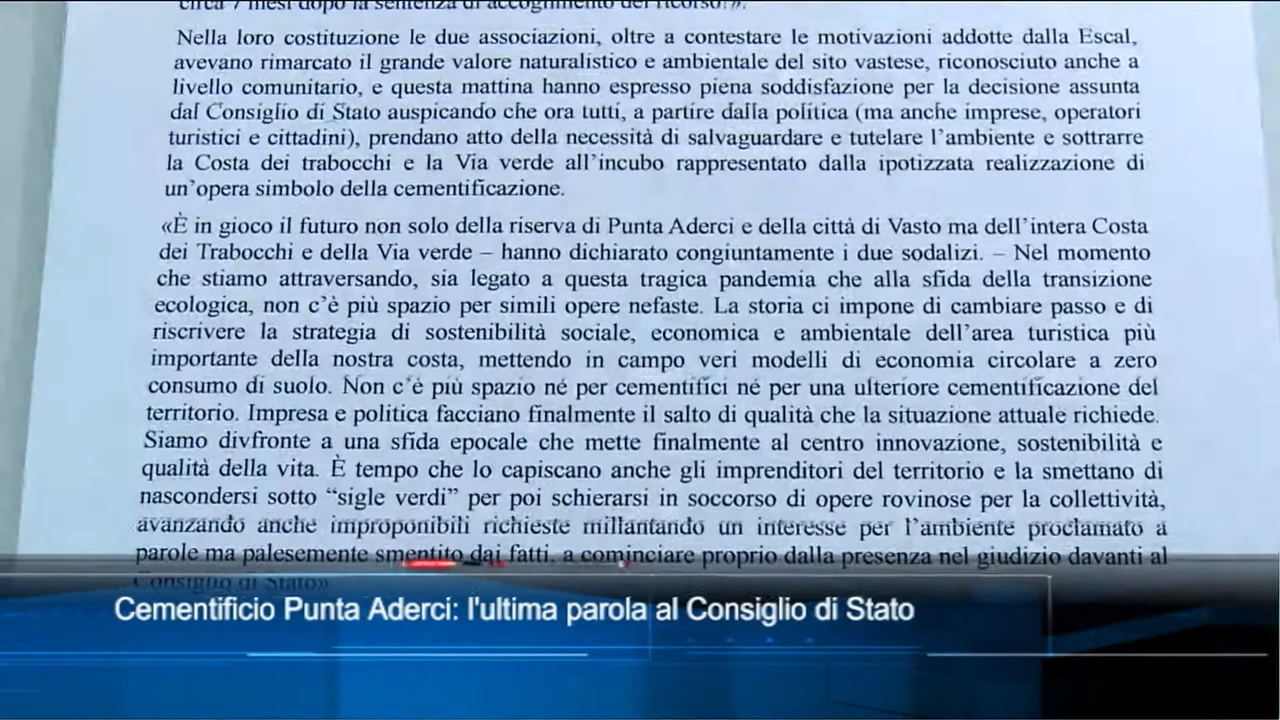 circa 7 mesi dopo la sentenza di accoglimento del ricorso!».
Nella loro costituzione le due associazioni, oltre a contestare le motivazioni addotte dalla Escal,
avevano rimarcato il grande valore naturalistico e ambientale del sito vastese, riconosciuto anche a
livello comunitario, e questa mattina hanno espresso piena soddisfazione per la decisione assunta
dal Consiglio di Stato auspicando che ora tutti, a partire dalla politica (ma anche imprese, operatori
turistici e cittadini), prendano atto della necessità di salvaguardare e tutelare l'ambiente e sottrarre
la Costa dei trabocchi e la Via verde all'incubo rappresentato dalla ipotizzata realizzazione di
un'opera simbolo della cementificazione.
«È in gioco il futuro non solo della riserva di Punta Aderci e della città di Vasto ma dell'intera Costa
dei Trabocchi e della Via verde – hanno dichiarato congiuntamente i due sodalizi. – Nel momento
che stiamo attraversando, sia legato a questa tragica pandemia che alla sfida della transizione
ecologica, non c'è più spazio per simili opere nefaste. La storia ci impone di cambiare passo e di
riscrivere la strategia di sostenibilità sociale, economica e ambientale dell'area turistica più
importante della nostra costa, mettendo in campo veri modelli di economia circolare a zero
consumo di suolo. Non c'è più spazio né per cementifici né per una ulteriore cementificazione del
territorio. Impresa e politica facciano finalmente il salto di qualità che la situazione attuale richiede.
Siamo divfronte a una sfida epocale che mette finalmente al centro innovazione, sostenibilità e
qualità della vita. È tempo che lo capiscano anche gli imprenditori del territorio e la smettano di
nascondersi sotto “sigle verdi” per poi schierarsi in soccorso di opere rovinose per la collettività,
avanzando anche improponibili richieste millantando un interesse per l'ambiente proclamato a
parole ma palesemente smentito dai fatti, a cominciare proprio dalla presenza nel giudizio davanti al
Consiglio di Stato»
Cementificio Punta Aderci: l'ultima parola al Consiglio di Stato